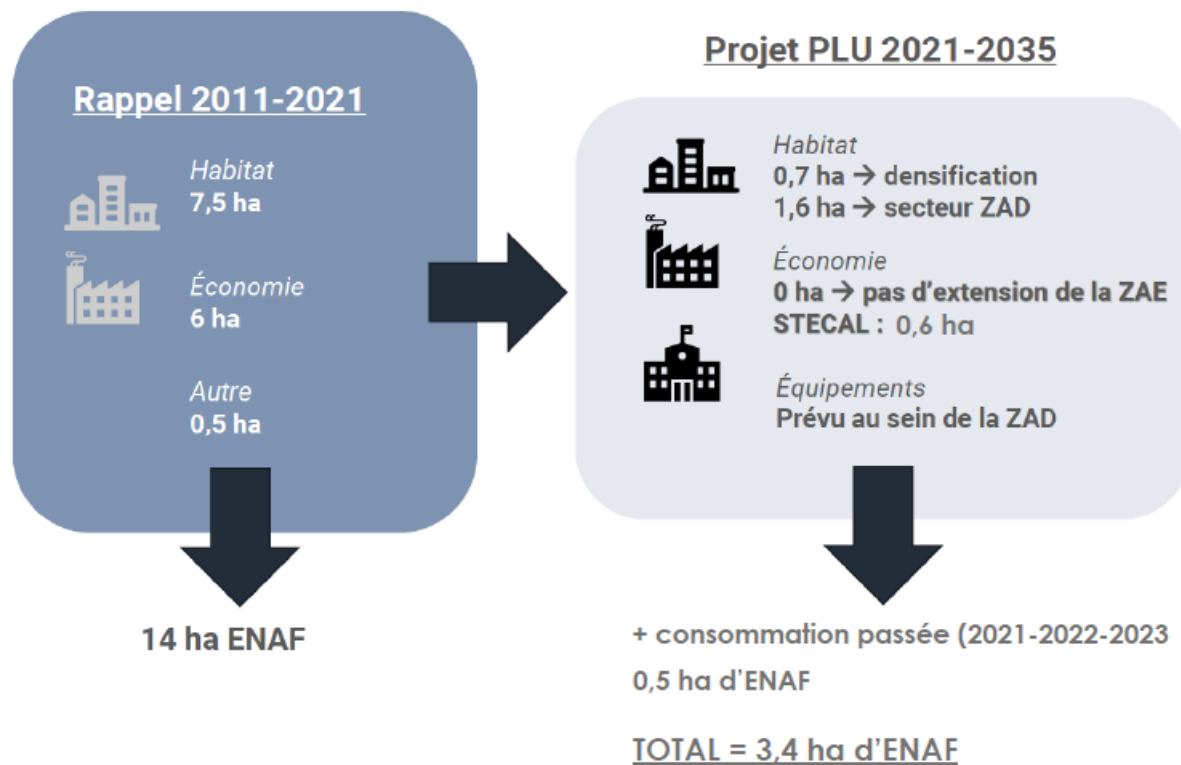 Rappel 2011-2021
Habitat
7,5 ha
Économie
6 ha
Autre
0,5 ha
14 ha ENAF
Projet PLU 2021-2035
Habitat
0,7 ha → densification
1,6 ha → secteur ZAD
Économie
0 ha → pas d'extension de la ZAE
STECAL : 0,6 ha
Équipements
Prévu au sein de la ZAD
+ consommation passée (2021-2022-2023
0,5 ha d'ENAF
TOTAL = 3,4 ha d'ENAF